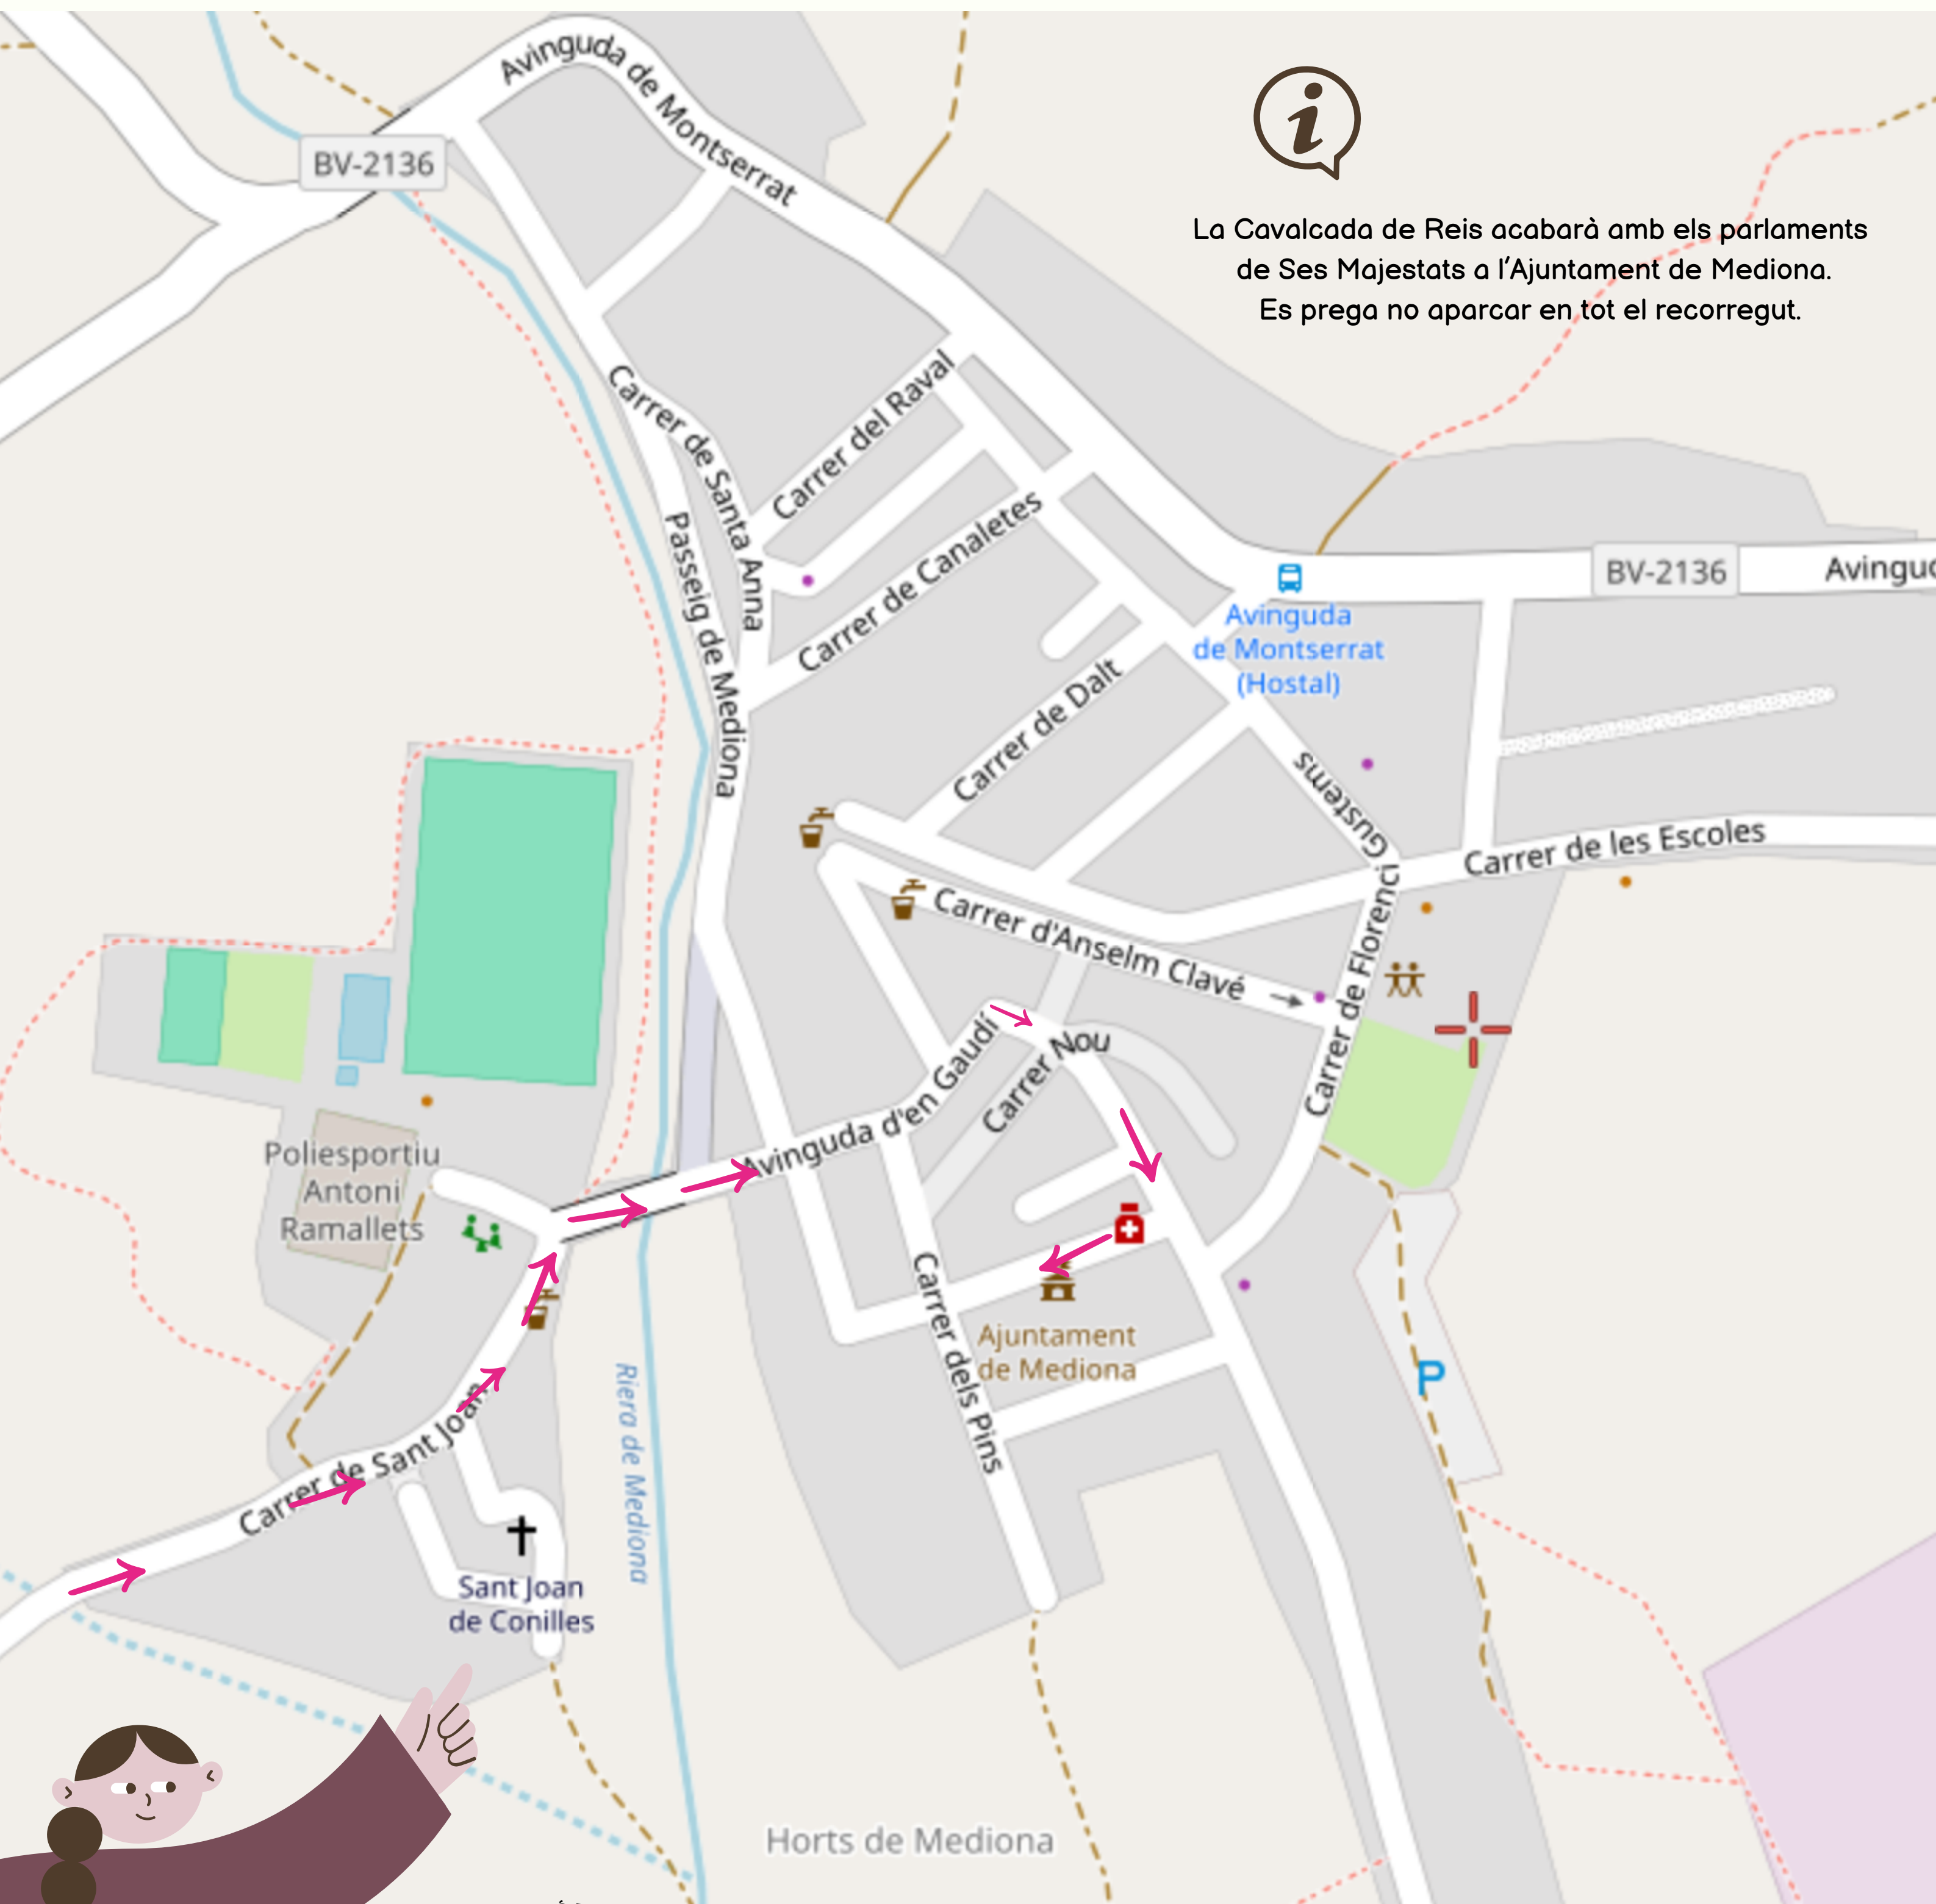 Avinguda de Montserrat
BV-2136
La Cavalcada de Reis acabarà amb els parlaments
de Ses Majestats a l'Ajuntament de Mediona.
Es prega no aparcar en tot el recorregut.
Carrer de Santa Anna
Carrer del Raval
Passeig de Mediona
Carrer de Canaletes
BV-2136
Avingud
Avinguda
de Montserrat
(Hostal)
Carrer de Dalt
Carrer de Florenci Gustems
Carrer de les Escoles
Carrer d'Anselm Clavé
Avinguda d'en Gaudí
Carrer Nou
Poliesportiu
Antoni
Ramallets
Carrer dels Pins
Ajuntament
de Mediona
P
Carrer de Sant Joan
Riera de Mediona
Sant Joan
de Conilles
Horts de Mediona